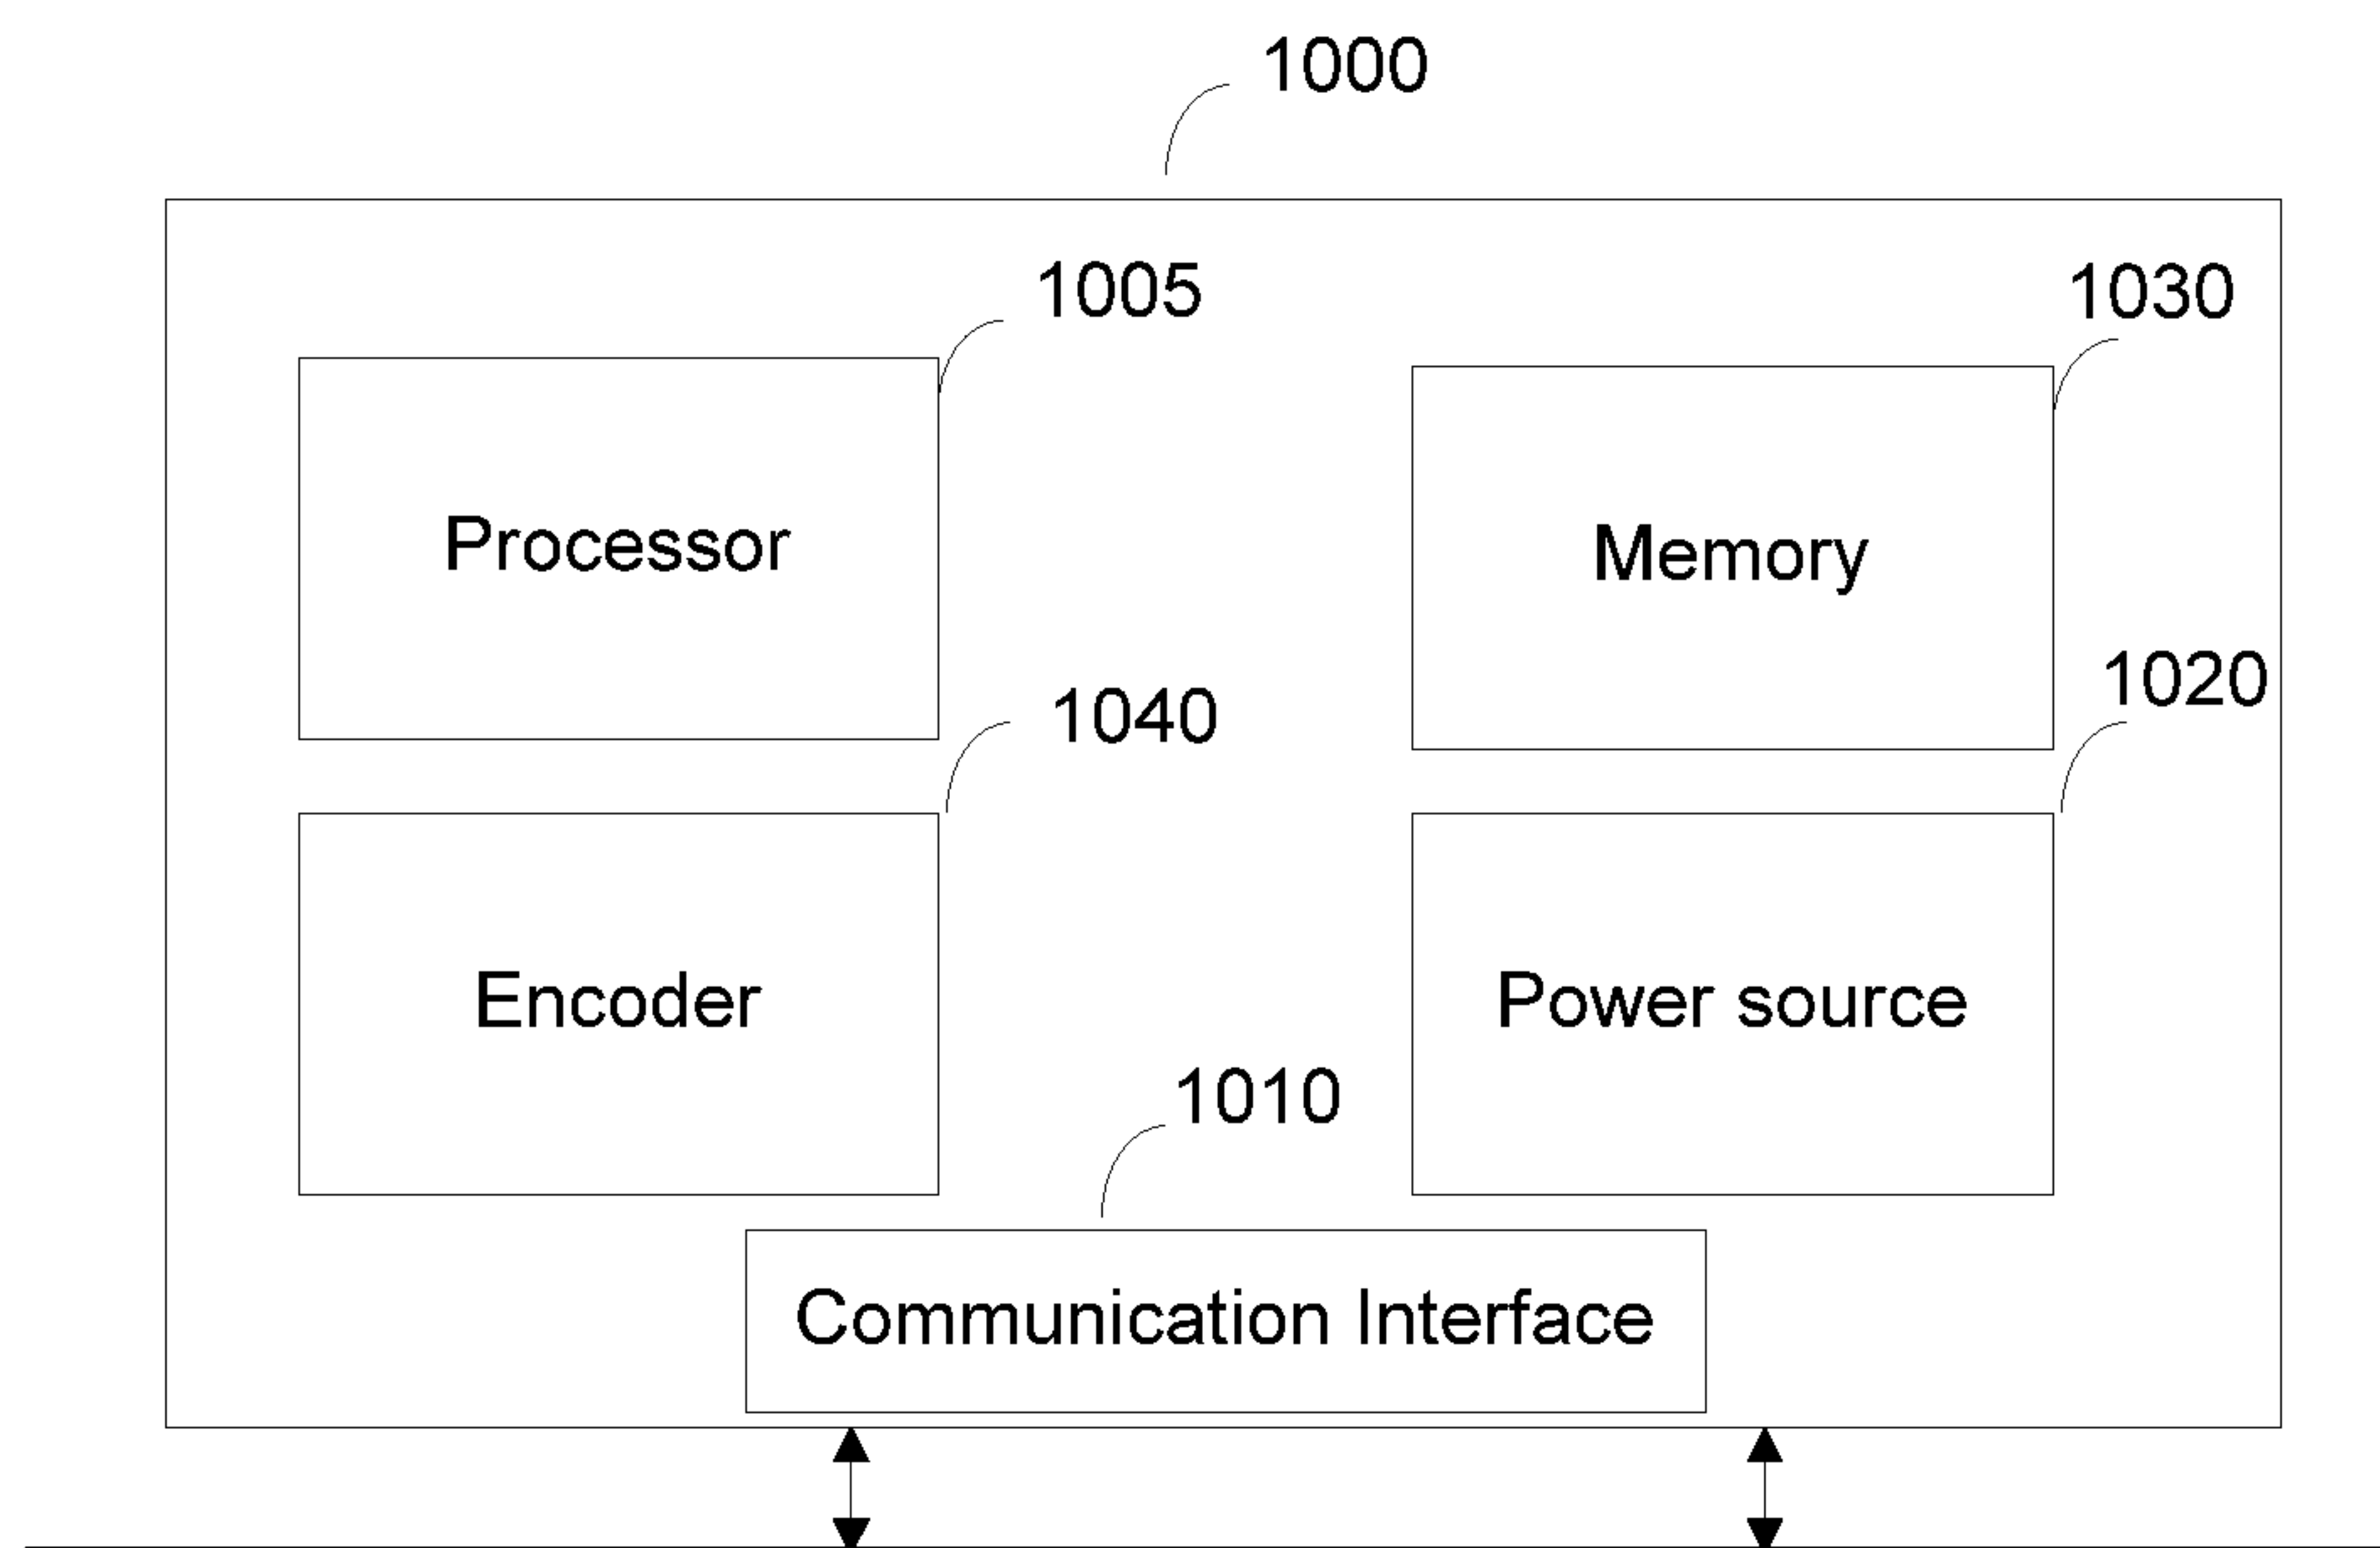 1000
1005
1030
Processor
Memory
1040
1020
Encoder
Power source
1010
Communication Interface